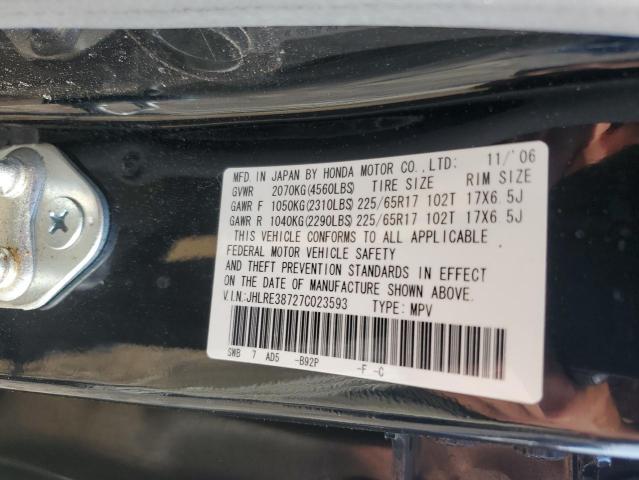 MFD. IN JAPAN BY HONDA MOTOR CO., LTD: 11/'06
GVWR 2070KG(4560LBS) TIRE SIZE RIM SIZE
GAWR F 1050KG(2310LBS) 225/65R17 102T 17X6.5J
GAWR R 1040KG(2290LBS) 225/65R17 102T 17X6.5J
THIS VEHICLE CONFORMS TO ALL APPLICABLE
FEDERAL MOTOR VEHICLE SAFETY
AND THEFT PREVENTION STANDARDS IN EFFECT
ON THE DATE OF MANUFACTURE SHOWN ABOVE.
V.I.N:JHLRE38727C023593 TYPE: MPV
SWB 7 AD5 -B92P -F -C